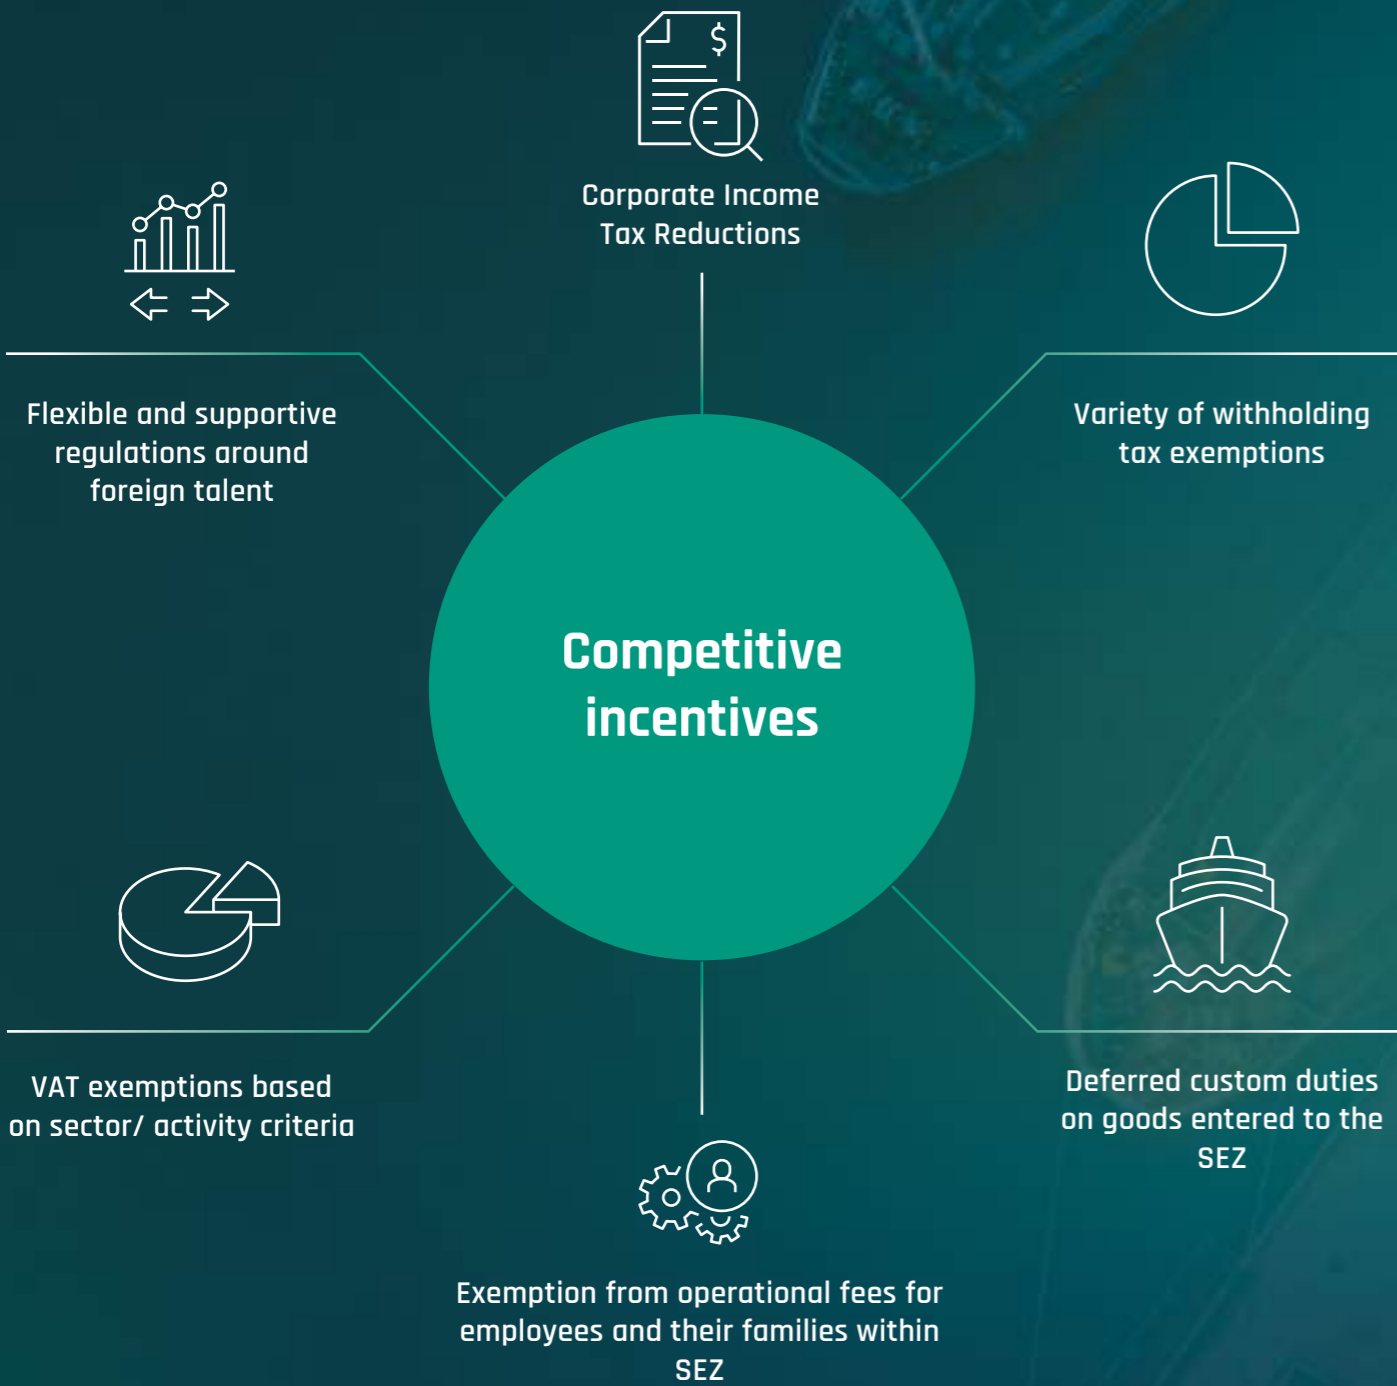 $
Corporate Income
Tax Reductions
Flexible and supportive
regulations around
foreign talent
Variety of withholding
tax exemptions
Competitive
incentives
VAT exemptions based
on sector/ activity criteria
Deferred custom duties
on goods entered to the
SEZ
Exemption from operational fees for
employees and their families within
SEZ